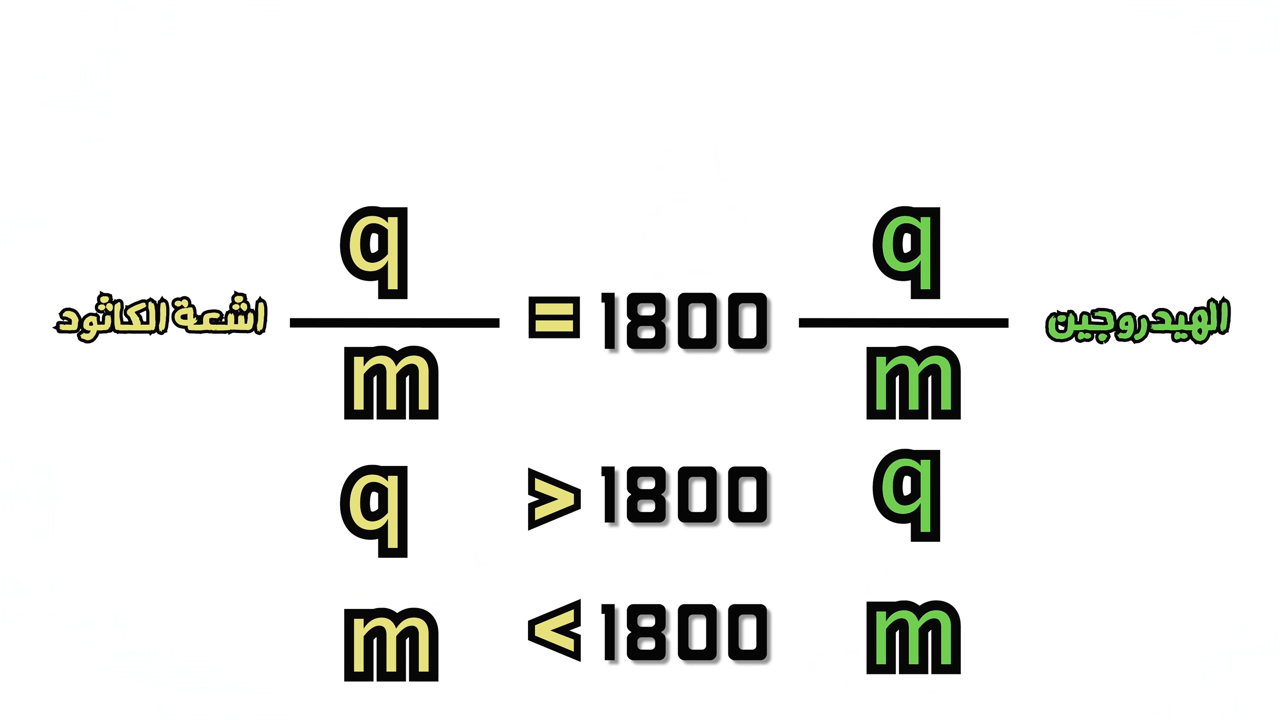 اشعة الكاثود q/m = 1800 q/m الهيدروجين
q > 1800 q
m < 1800 m